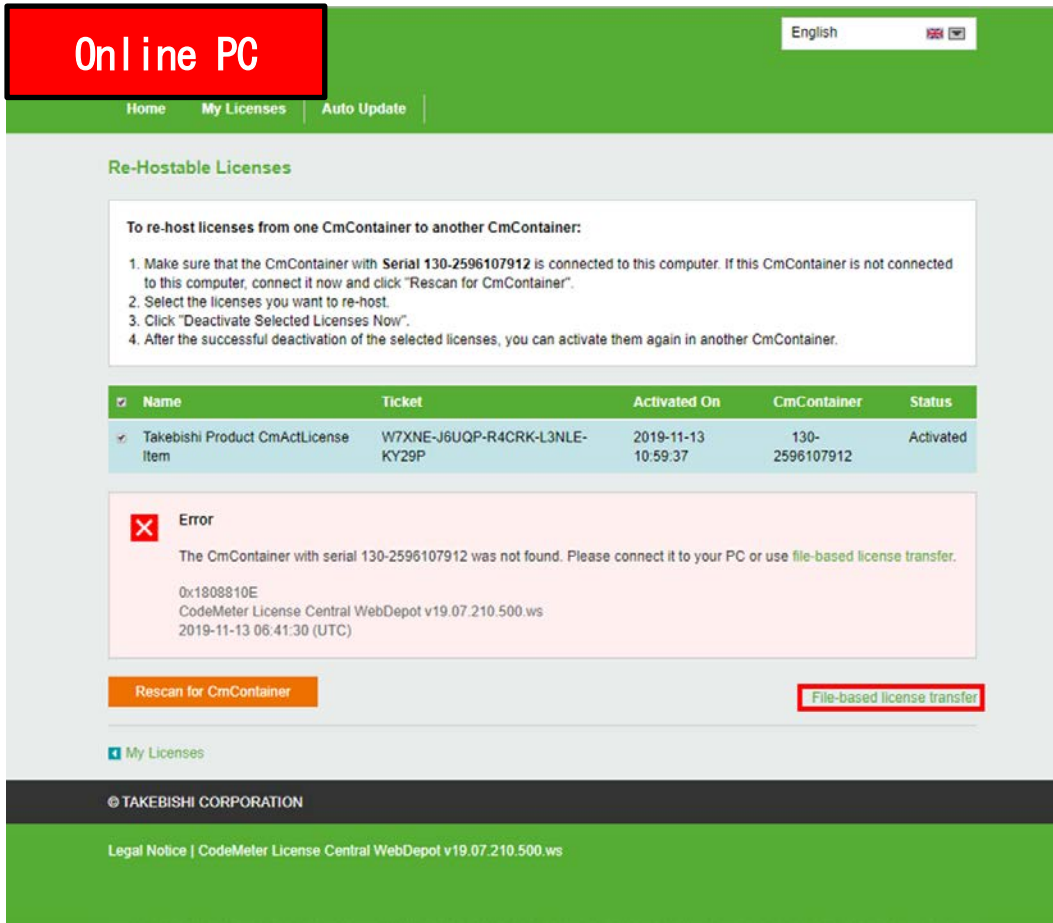 Online PC
English
Home My Licenses Auto Update
Re-Hostable Licenses
To re-host licenses from one CmContainer to another CmContainer:
1. Make sure that the CmContainer with Serial 130-2596107912 is connected to this computer. If this CmContainer is not connected
to this computer, connect it now and click "Rescan for CmContainer".
2. Select the licenses you want to re-host.
3. Click "Deactivate Selected Licenses Now".
4. After the successful deactivation of the selected licenses, you can activate them again in another CmContainer.
Name Ticket Activated On CmContainer Status
Takebishi Product CmActLicense W7XNE-J6UQP-R4CRK-L3NLE- 2019-11-13 130- Activated
Item KY29P 10:59:37 2596107912
Error
The CmContainer with serial 130-2596107912 was not found. Please connect it to your PC or use file-based license transfer.
0x1808810E
CodeMeter License Central WebDepot v19.07.210.500.ws
2019-11-13 06:41:30 (UTC)
Rescan for CmContainer File-based license transfer
My Licenses
© TAKEBISHI CORPORATION
Legal Notice | CodeMeter License Central WebDepot v19.07.210.500.ws